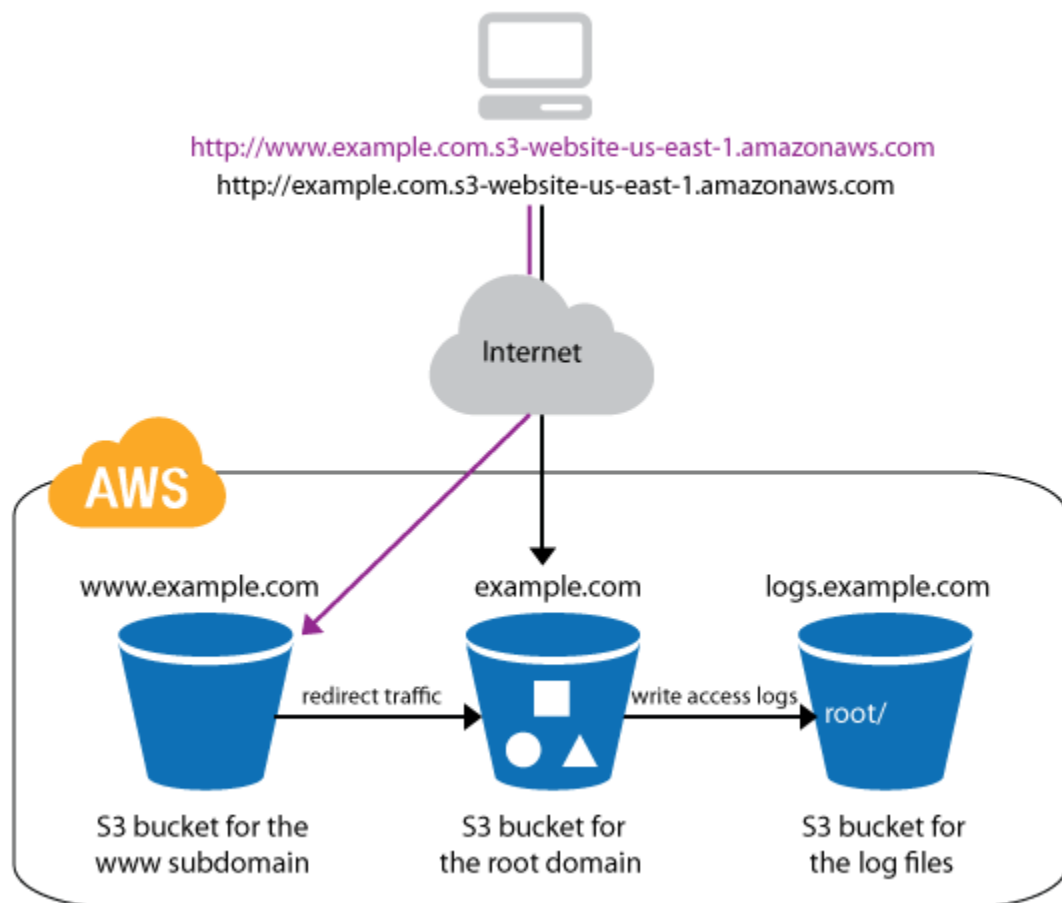 http://www.example.com.s3-website-us-east-1.amazonaws.com
http://example.com.s3-website-us-east-1.amazonaws.com
Internet
AWS
www.example.com
example.com
logs.example.com
redirect traffic
write access logs
root/
S3 bucket for the
www subdomain
S3 bucket for
the root domain
S3 bucket for
the log files